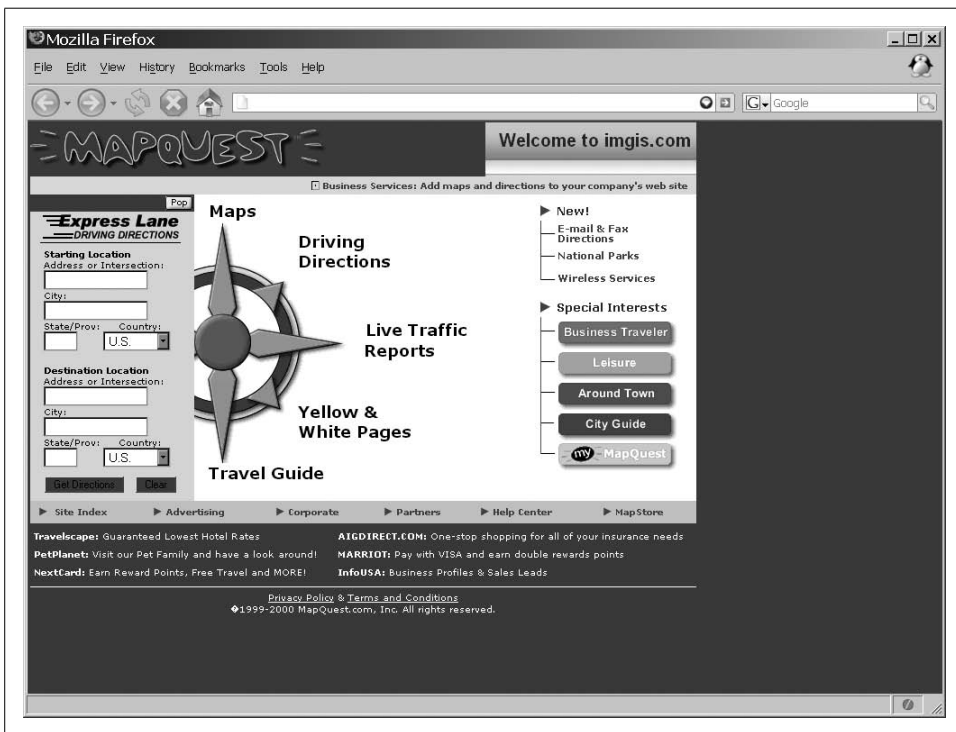 Mozilla Firefox
File Edit View History Bookmarks Tools Help
G Google
MAPQUEST
Welcome to imgis.com
Business Services: Add maps and directions to your company's web site
Pop
Express Lane
DRIVING DIRECTIONS
Starting Location
Address or Intersection:
City:
State/Prov: Country:
U.S.
Destination Location
Address or Intersection:
City:
State/Prov: Country:
U.S.
Get Directions Clear
Maps
Driving
Directions
Live Traffic
Reports
Yellow &
White Pages
Travel Guide
New!
E-mail & Fax
Directions
National Parks
Wireless Services
Special Interests
Business Traveler
Leisure
Around Town
City Guide
my MapQuest
Site Index Advertising Corporate Partners Help Center MapStore
Travelscape: Guaranteed Lowest Hotel Rates
PetPlanet: Visit our Pet Family and have a look around!
NextCard: Earn Reward Points, Free Travel and MORE!
AIGDIRECT.COM: One-stop shopping for all of your insurance needs
MARRIOT: Pay with VISA and earn double rewards points
InfoUSA: Business Profiles & Sales Leads
Privacy Policy & Terms and Conditions
�1999-2000 MapQuest.com, Inc. All rights reserved.